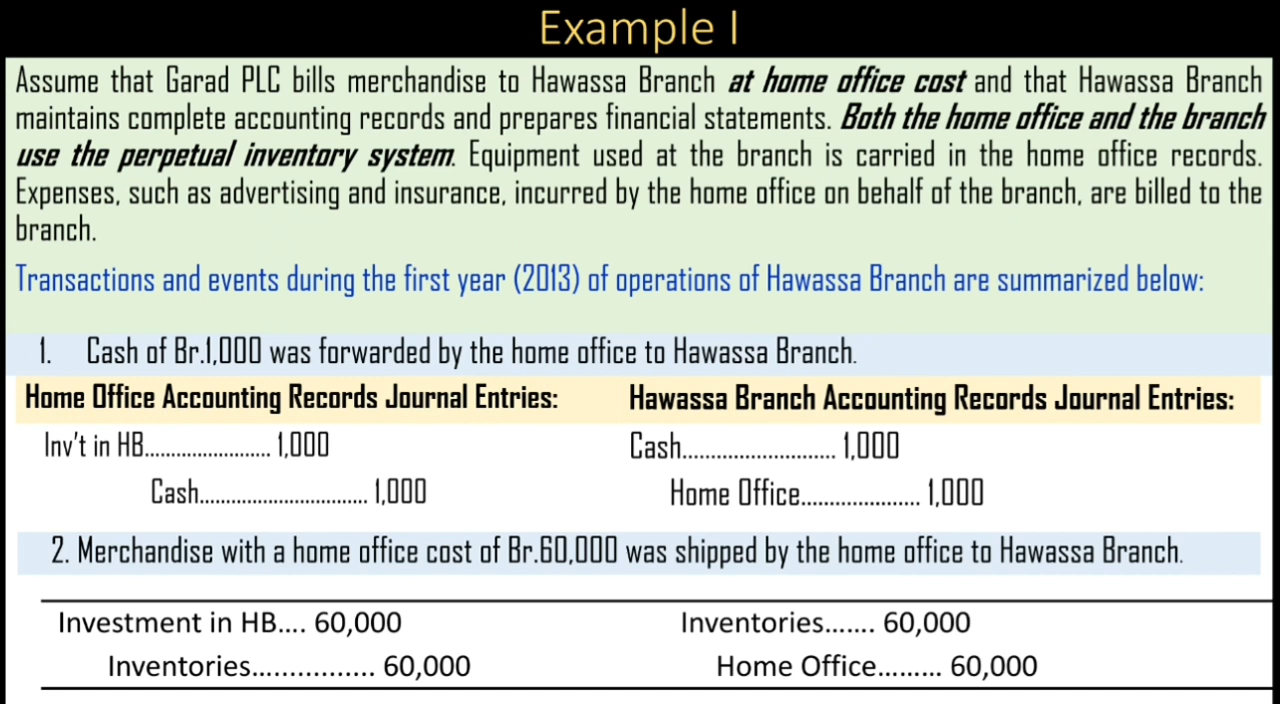 Example I
Assume that Garad PLC bills merchandise to Hawassa Branch at home office cost and that Hawassa Branch
maintains complete accounting records and prepares financial statements. Both the home office and the branch
use the perpetual inventory system. Equipment used at the branch is carried in the home office records.
Expenses, such as advertising and insurance, incurred by the home office on behalf of the branch, are billed to the
branch.
Transactions and events during the first year (2013) of operations of Hawassa Branch are summarized below:
1. Cash of Br.1,000 was forwarded by the home office to Hawassa Branch.
Home Office Accounting Records Journal Entries: Hawassa Branch Accounting Records Journal Entries:
Inv't in HB........................ 1,000 Cash........................... 1,000
Cash............................... 1,000 Home Office..................... 1,000
2. Merchandise with a home office cost of Br.60,000 was shipped by the home office to Hawassa Branch.
Investment in HB.... 60,000 Inventories....... 60,000
Inventories................ 60,000 Home Office......... 60,000